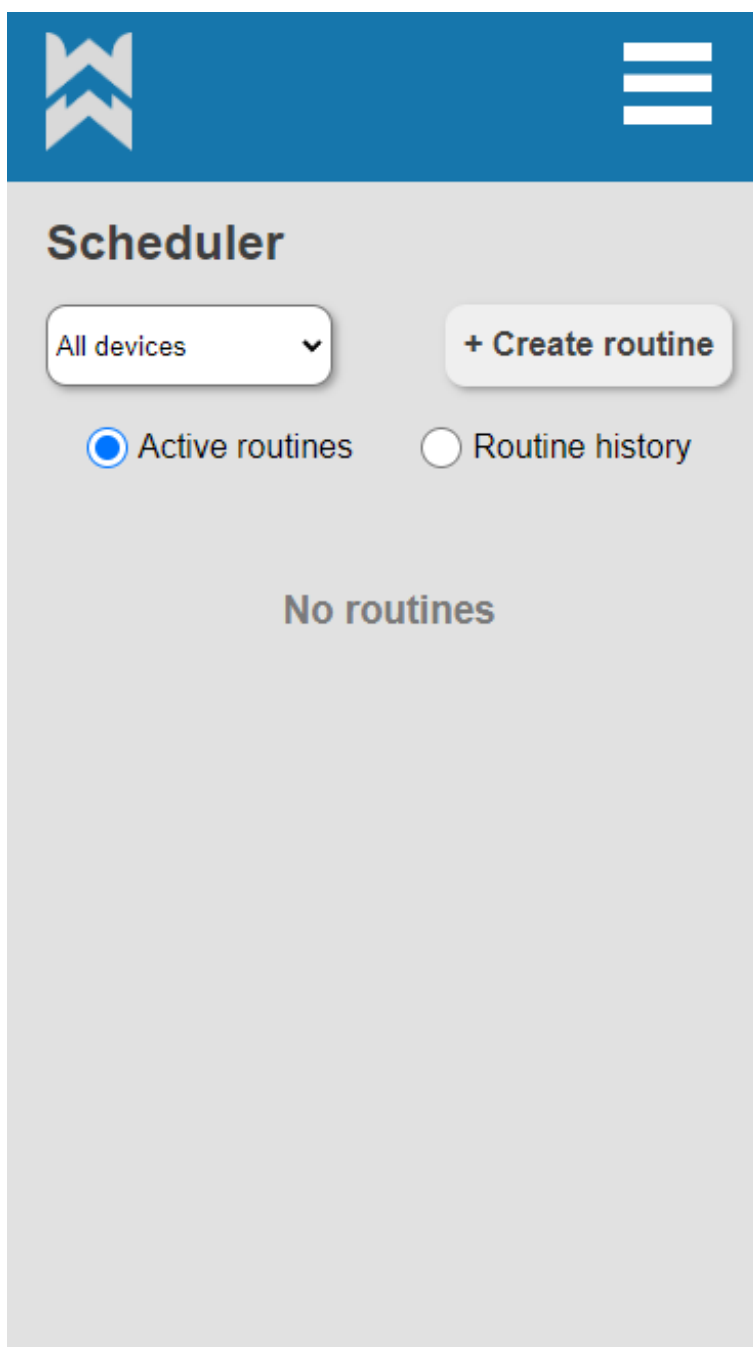 Scheduler
All devices
+ Create routine
Active routines
Routine history
No routines